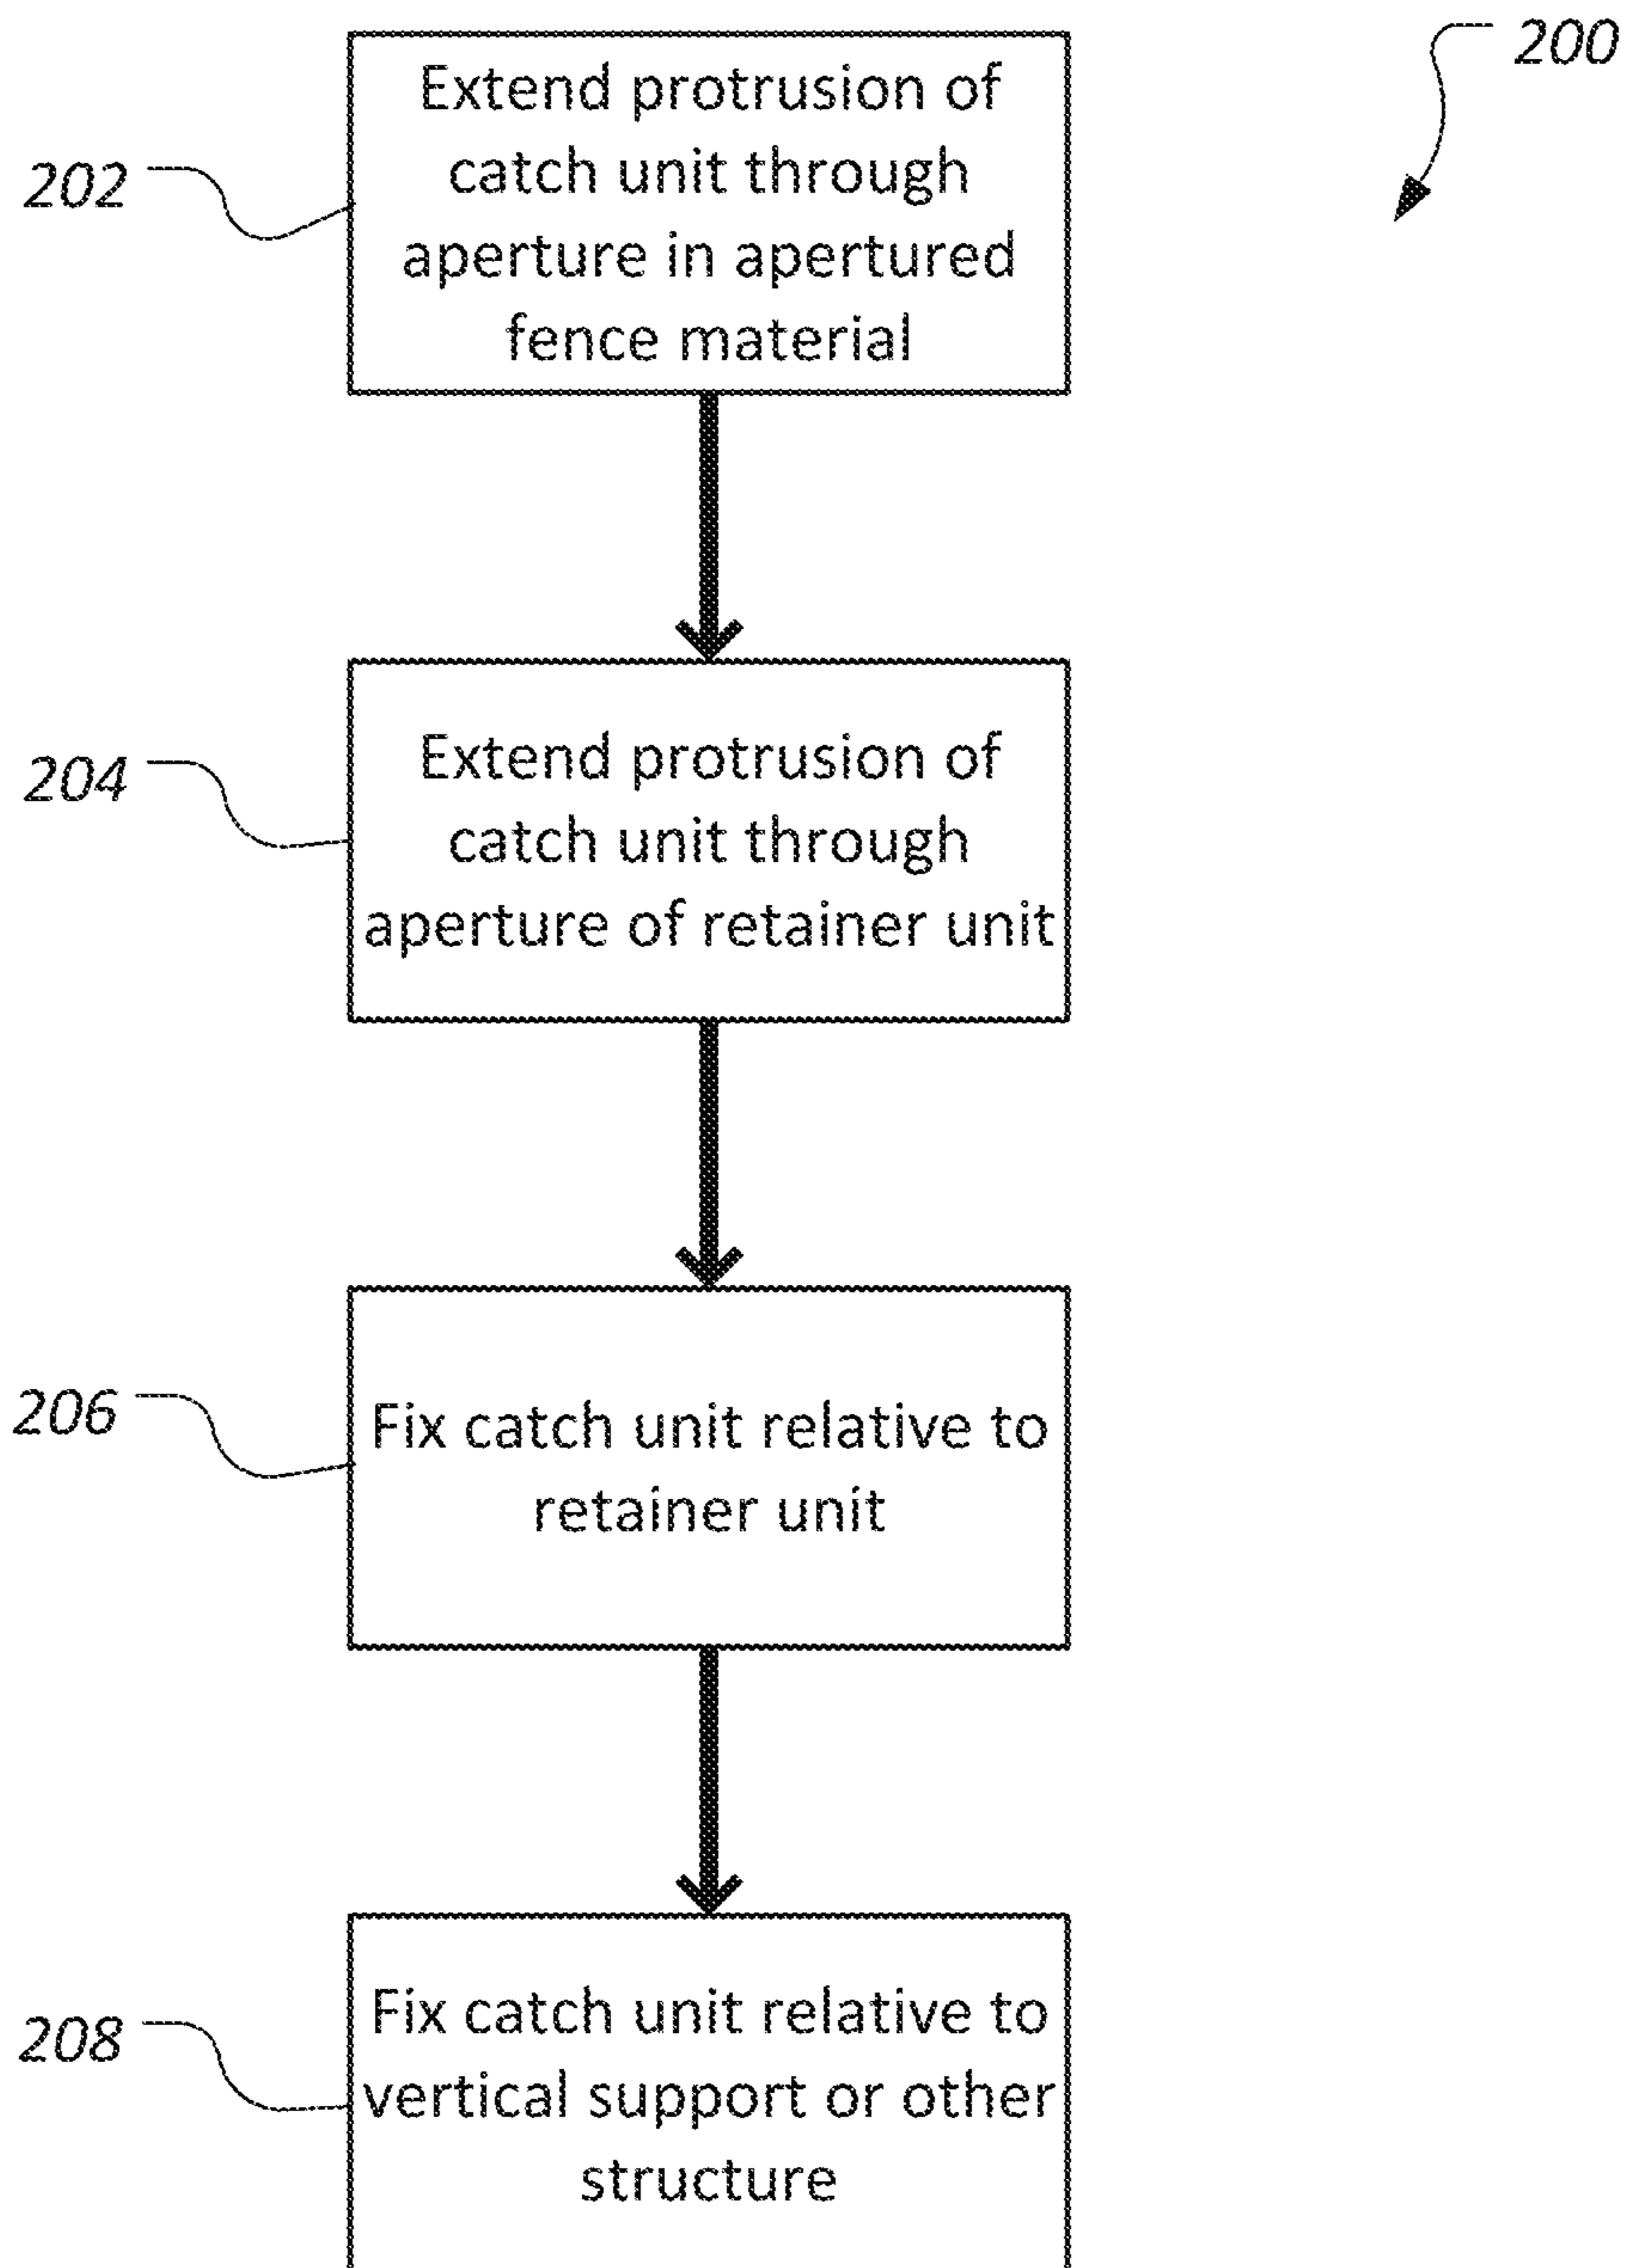 200
202
Extend protrusion of
catch unit through
aperture in apertured
fence material
204
Extend protrusion of
catch unit through
aperture of retainer unit
206
Fix catch unit relative to
retainer unit
208
Fix catch unit relative to
vertical support or other
structure